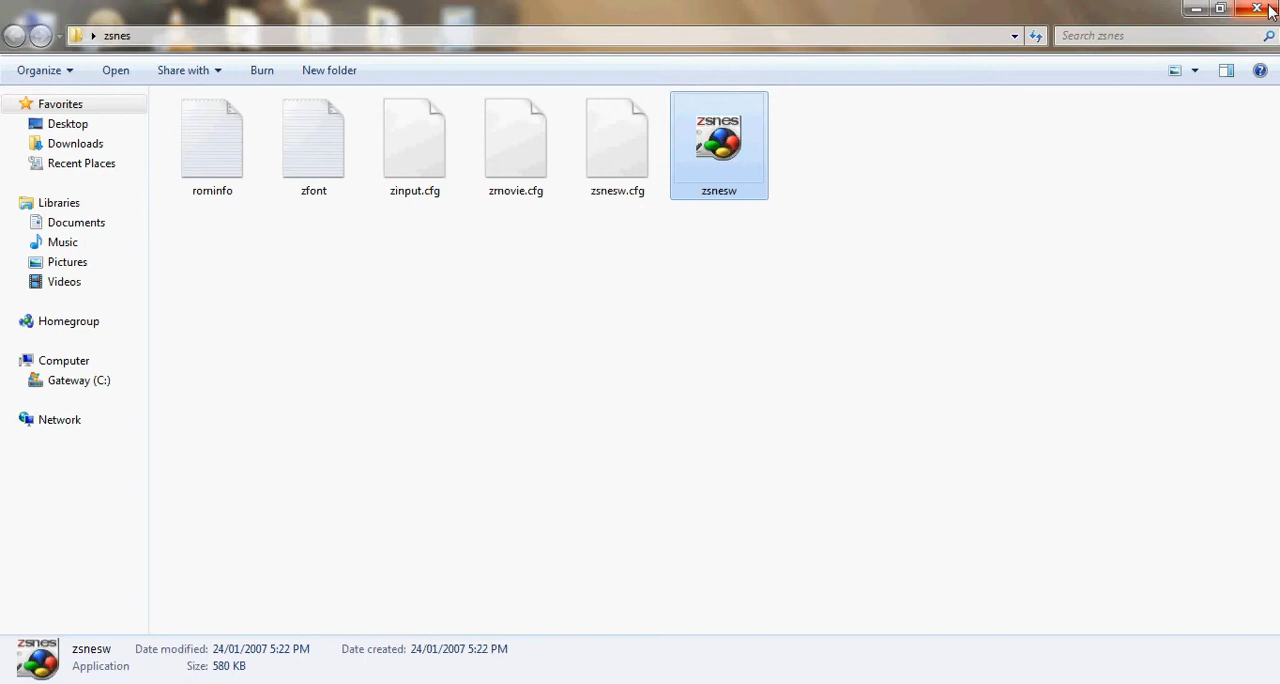 zsnes
Search zsnes
Organize
Open
Share with
Burn
New folder
Favorites
Desktop
Downloads
Recent Places
Libraries
Documents
Music
Pictures
Videos
Homegroup
Computer
Gateway (C:)
Network
zsnes
rominfo
zfont
zinput.cfg
zmovie.cfg
zsnesw.cfg
zsnesw
zsnes
zsnesw
Date modified: 24/01/2007 5:22 PM
Date created: 24/01/2007 5:22 PM
Application
Size: 580 KB